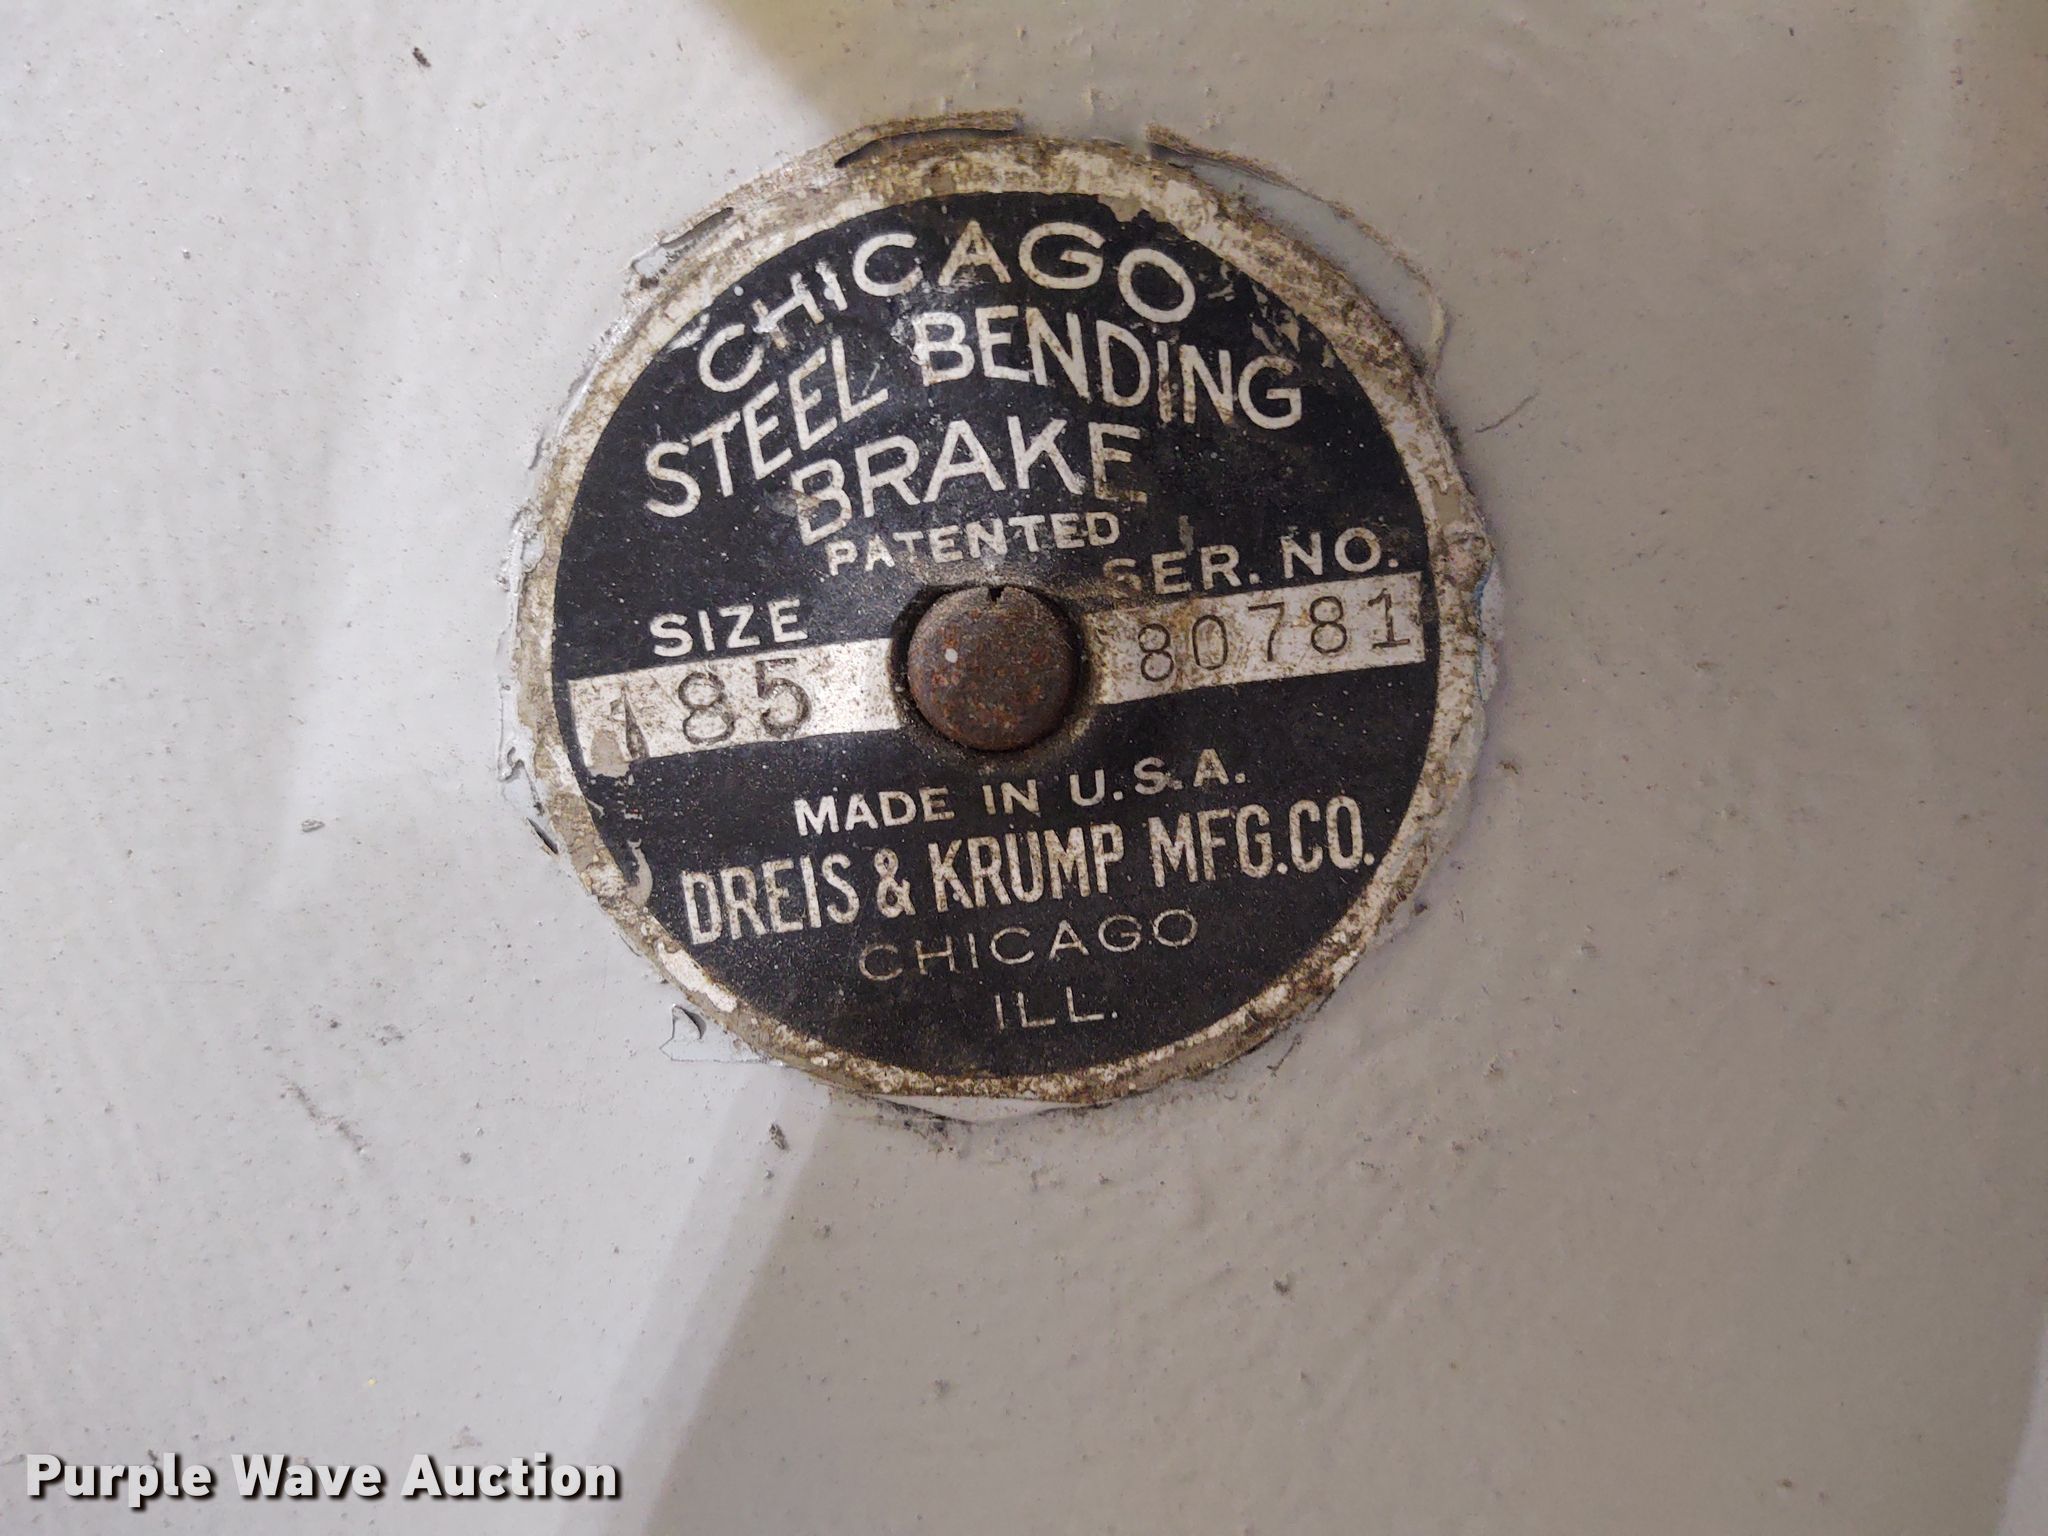 CHICAGO
STEEL BENDING
BRAKE
PATENTED
SIZE SER. NO.
185 80781
MADE IN U.S.A.
DREIS & KRUMP MFG.CO.
CHICAGO
ILL.
Purple Wave Auction